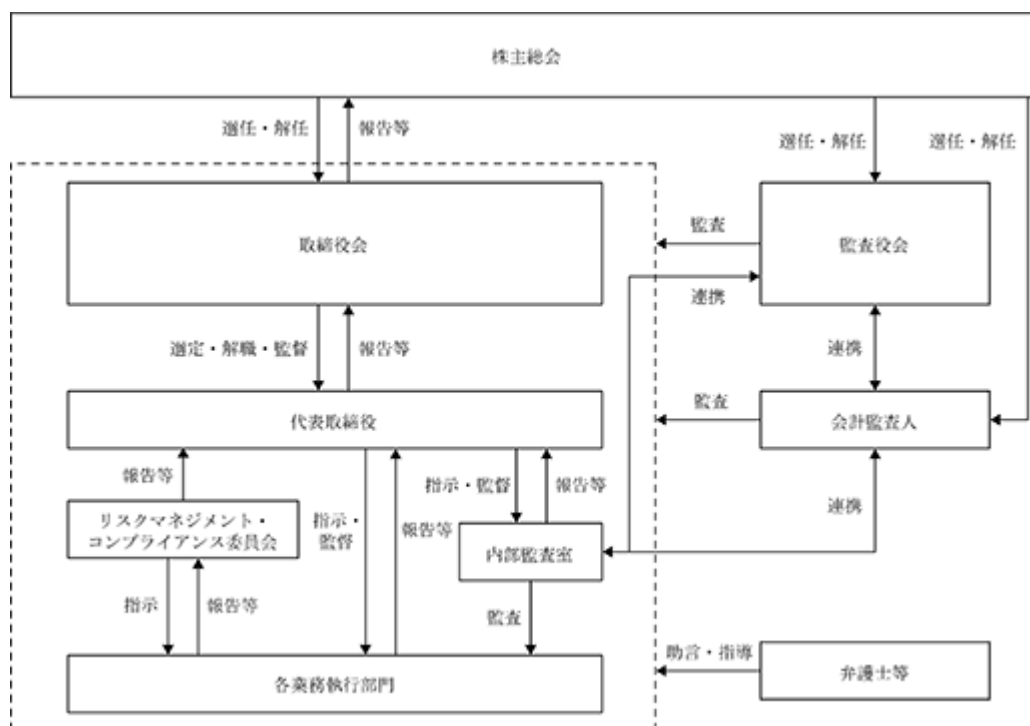 株主総会
選任・解任
報告等
選任・解任
選任・解任
取締役会
監査
監査役会
連携
選定・解職・監督
報告等
連携
代表取締役
監査
会計監査人
報告等
指示・監督
報告等
リスクマネジメント・
コンプライアンス委員会
指示・
監督
報告等
連携
内部監査室
指示
報告等
監査
助言・指導
各業務執行部門
弁護士等